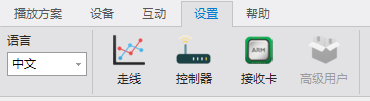 播放方案 设备 互动 设置 帮助
语言
中文
ARM
走线 控制器 接收卡 高级用户